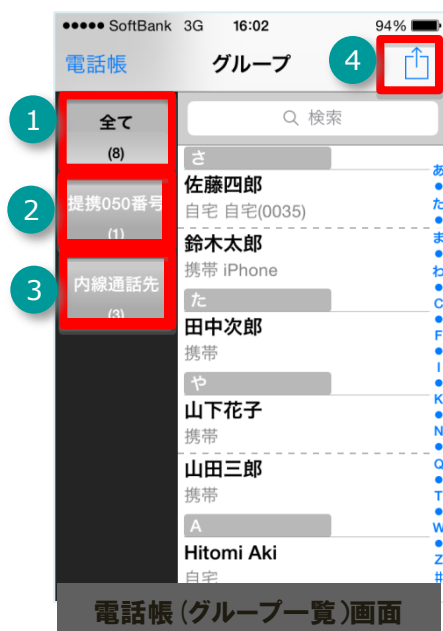 ●●●●● SoftBank 3G 16:02 94%
電話帳 グループ 4
1
全て
(8)
2
提携050番号
(1)
3
内線通話先
(3)
検索
さ
佐藤四郎
自宅 自宅(0035)
鈴木太郎
携帯 iPhone
た
田中次郎
携帯
や
山下花子
携帯
山田三郎
携帯
A
Hitomi Aki
自宅
あ
●
た
●
ま
●
わ
●
C
●
F
●
I
●
K
●
N
●
Q
●
T
●
W
●
Z
#
電話帳(グループ一覧)画面